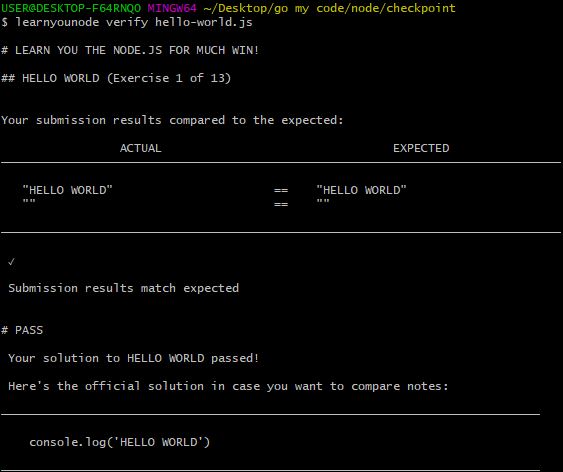 USER@DESKTOP-F64RNQO MINGW64 ~/Desktop/go my code/node/checkpoint
$ learnyounode verify hello-world.js
# LEARN YOU THE NODE.JS FOR MUCH WIN!
## HELLO WORLD (Exercise 1 of 13)
Your submission results compared to the expected:
ACTUAL EXPECTED
"HELLO WORLD" == "HELLO WORLD"
"" == ""
✓
Submission results match expected
# PASS
Your solution to HELLO WORLD passed!
Here's the official solution in case you want to compare notes:
console.log('HELLO WORLD')